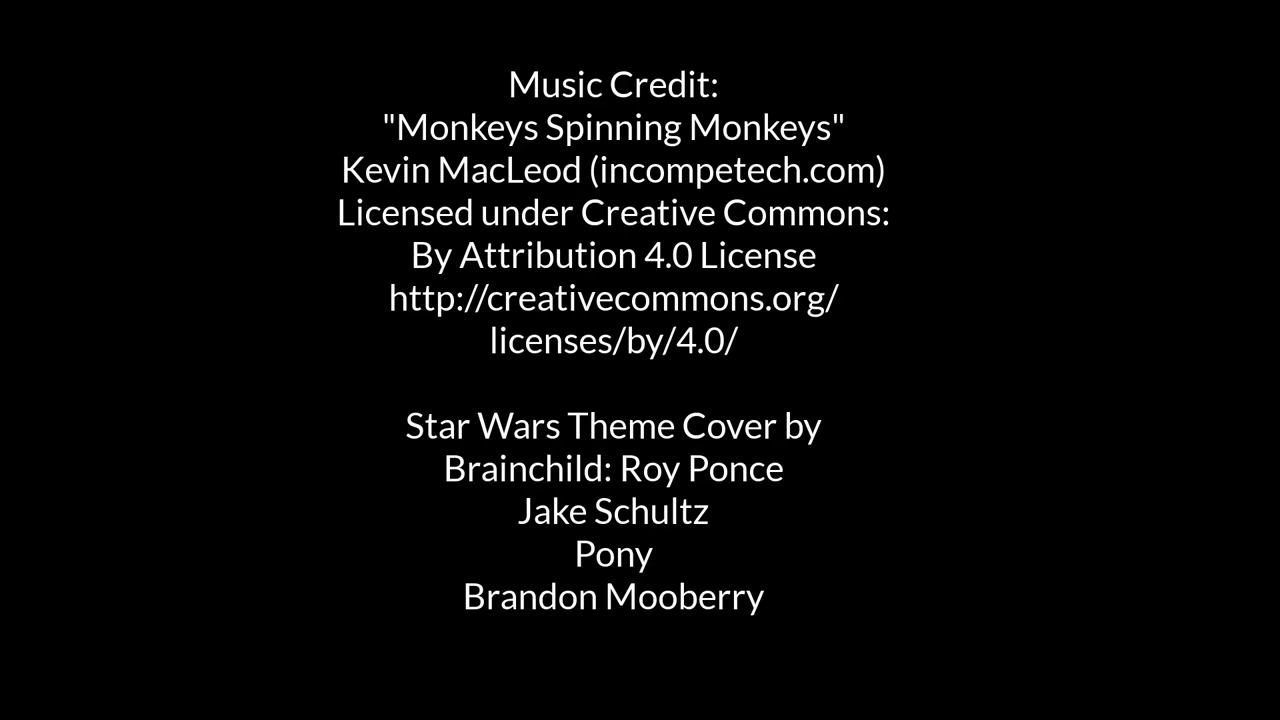 Music Credit:
"Monkeys Spinning Monkeys"
Kevin MacLeod (incompetech.com)
Licensed under Creative Commons:
By Attribution 4.0 License
http://creativecommons.org/
licenses/by/4.0/
Star Wars Theme Cover by
Brainchild: Roy Ponce
Jake Schultz
Pony
Brandon Mooberry